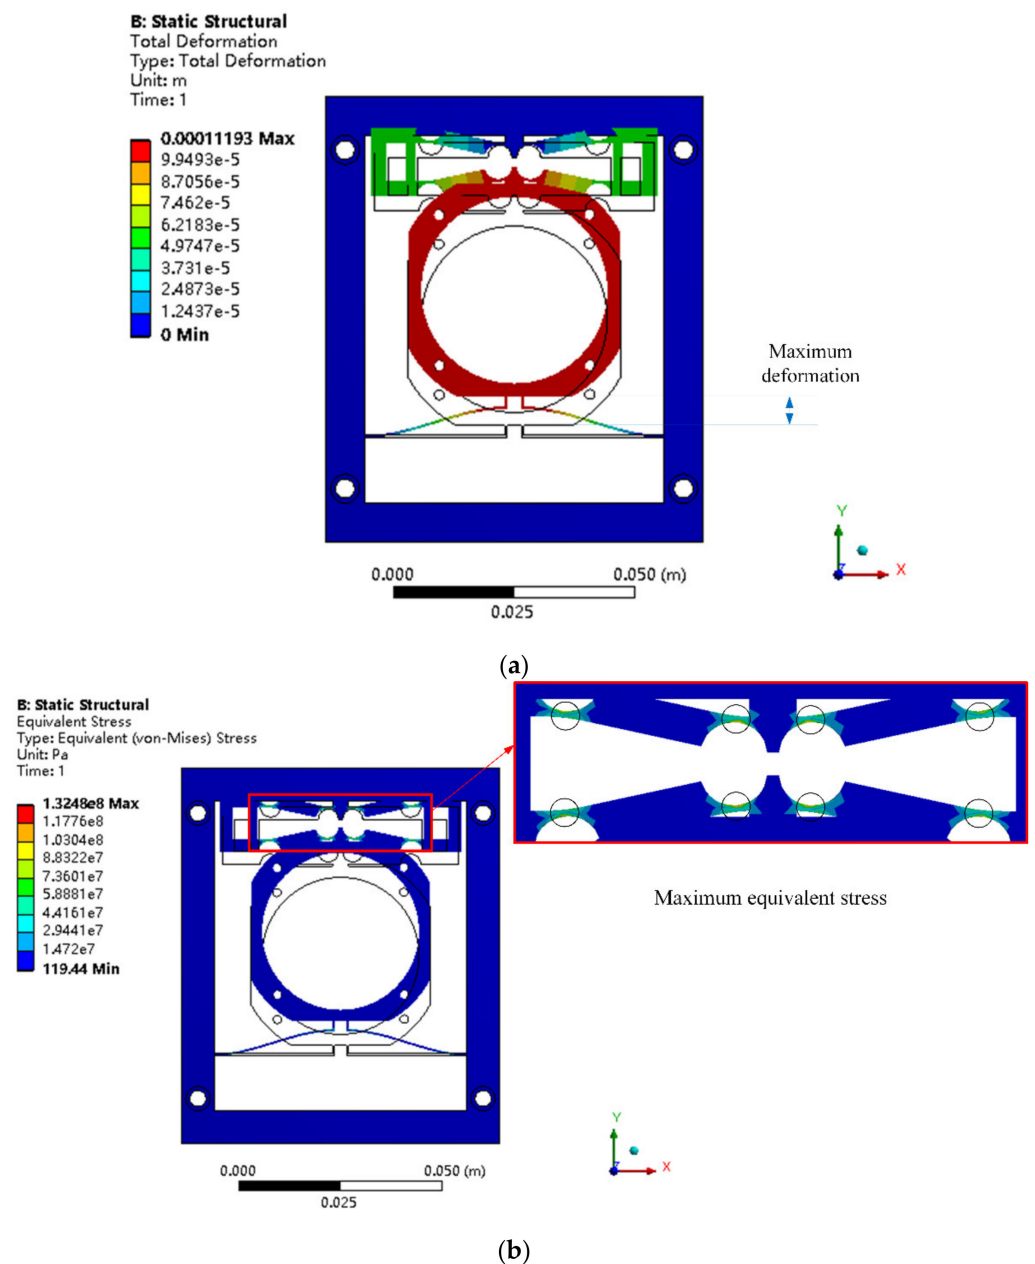 B: Static Structural
Total Deformation
Type: Total Deformation
Unit: m
Time: 1
0.00011193 Max
9.9493e-5
8.7056e-5
7.462e-5
6.2183e-5
4.9747e-5
3.731e-5
2.4873e-5
1.2437e-5
0 Min
Maximum
deformation
Y
X
Z
0.000
0.050 (m)
0.025
(a)
B: Static Structural
Equivalent Stress
Type: Equivalent (von-Mises) Stress
Unit: Pa
Time: 1
1.3248e8 Max
1.1776e8
1.0304e8
8.8322e7
7.3601e7
5.8881e7
4.4161e7
2.9441e7
1.472e7
119.44 Min
Maximum equivalent stress
Y
X
Z
0.000
0.050 (m)
0.025
(b)